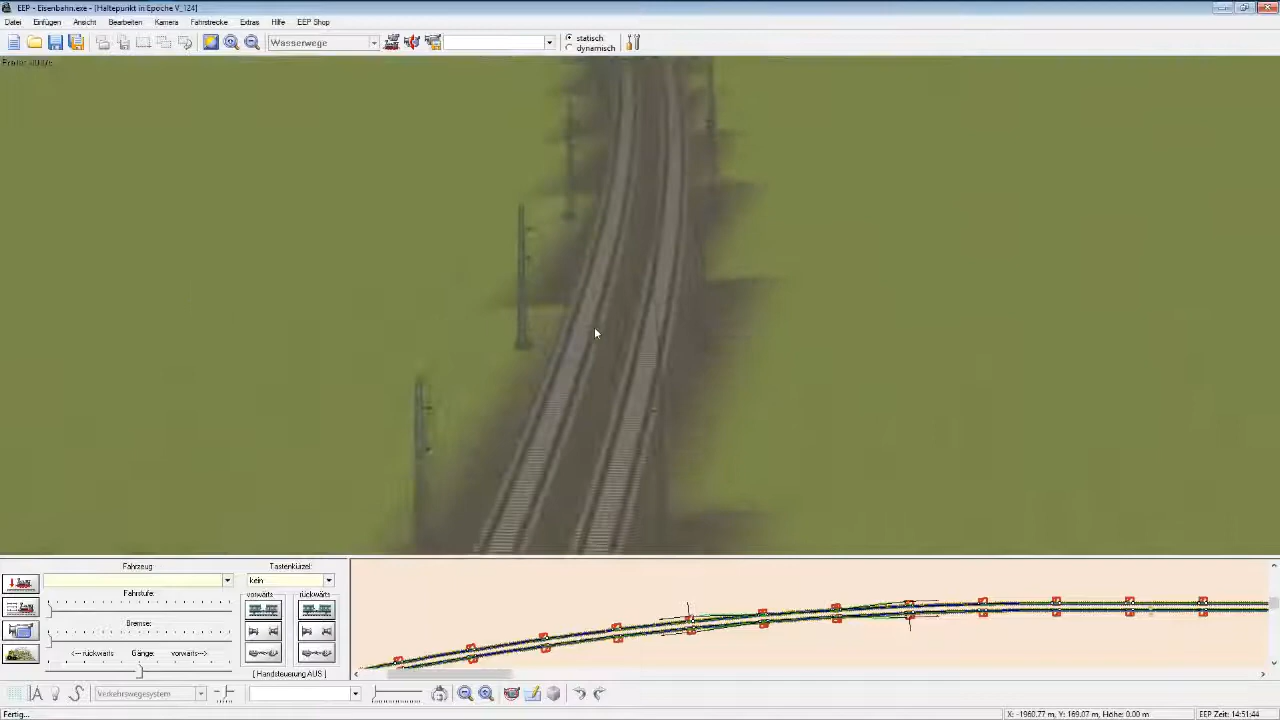 EEP - Eisenbahn.exe - [Haltepunkt in Epoche V_124]
Datei Einfügen Ansicht Bearbeiten Kamera Fahrstrecke Extras Hilfe EEP Shop
Wasserwege
statisch
dynamisch
Fahrzeug
Tastenkürzel:
kein
Fahrstufe:
vorwärts
rückwärts
Bremse:
<--- rückwärts Gänge: vorwärts--->
[ Handsteuerung AUS ]
Verkehrswegesystem
Fertig...
X: -1960.77 m, Y: 169.07 m, Höhe: 0.00 m
EEP Zeit: 14:51:44